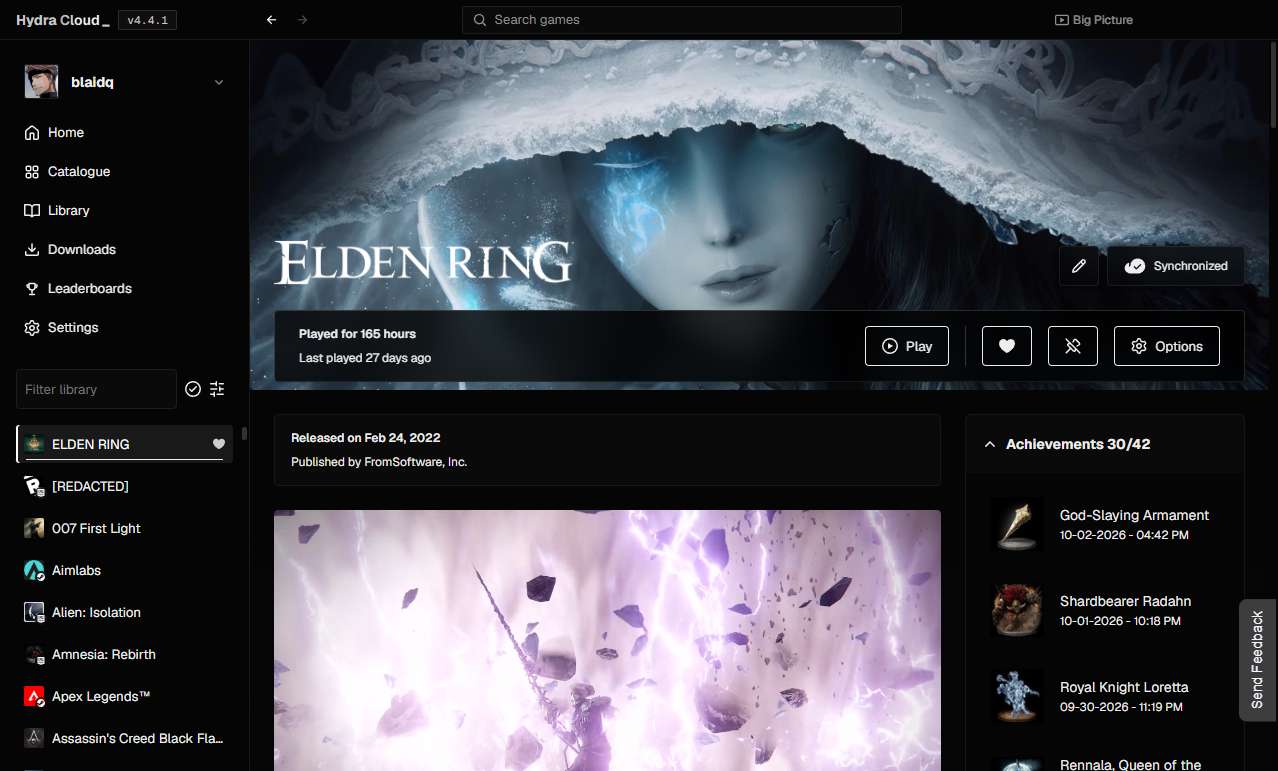 Hydra Cloud_ v4.4.1
Search games
Big Picture
blaidq
Home
Catalogue
Library
Downloads
Leaderboards
Settings
Filter library
ELDEN RING
[REDACTED]
007 First Light
Aimlabs
Alien: Isolation
Amnesia: Rebirth
Apex Legends™
Assassin's Creed Black Fla...
ELDEN RING
Synchronized
Played for 165 hours
Last played 27 days ago
Play
Options
Released on Feb 24, 2022
Published by FromSoftware, Inc.
Achievements 30/42
God-Slaying Armament
10-02-2026 - 04:42 PM
Shardbearer Radahn
10-01-2026 - 10:18 PM
Royal Knight Loretta
09-30-2026 - 11:19 PM
Rennala, Queen of the
Send Feedback